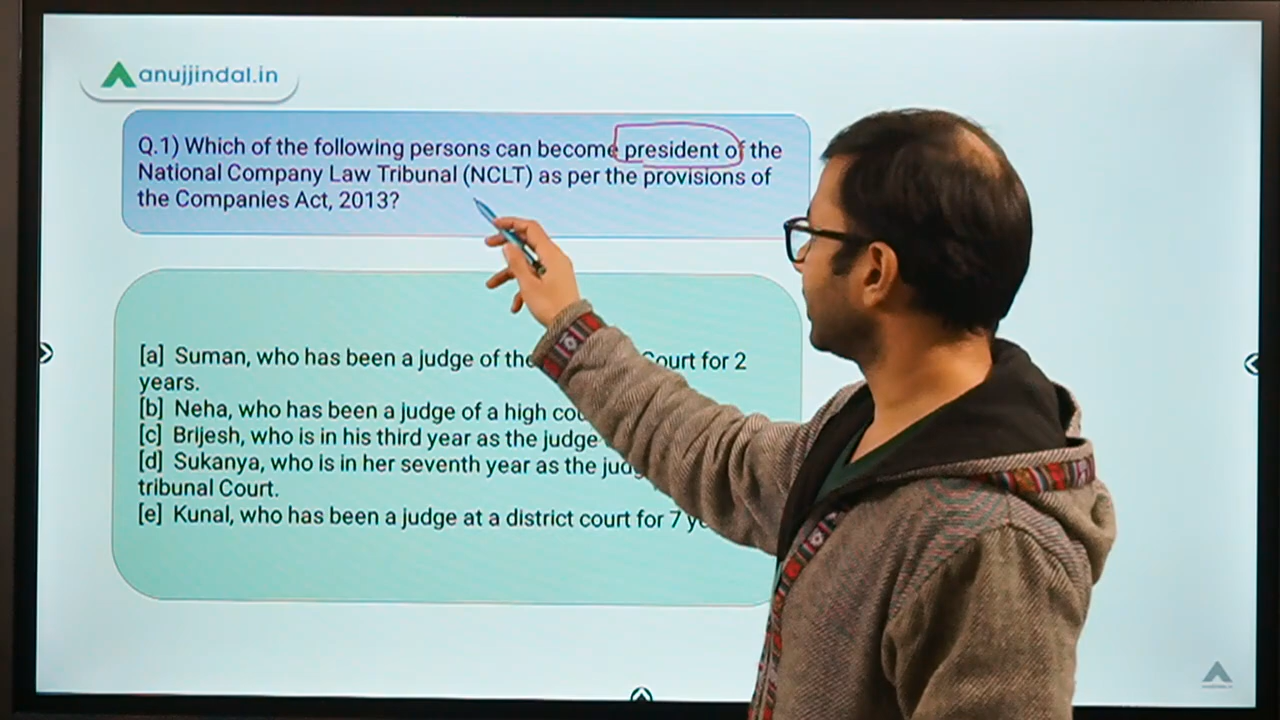 anujjindal.in
Q.1) Which of the following persons can become president of the
National Company Law Tribunal (NCLT) as per the provisions of
the Companies Act, 2013?
[a] Suman, who has been a judge of the Court for 2
years.
[b] Neha, who has been a judge of a high
[c] Brijesh, who is in his third year as the judge
[d] Sukanya, who is in her seventh year as the
tribunal Court.
[e] Kunal, who has been a judge at a district court for 7